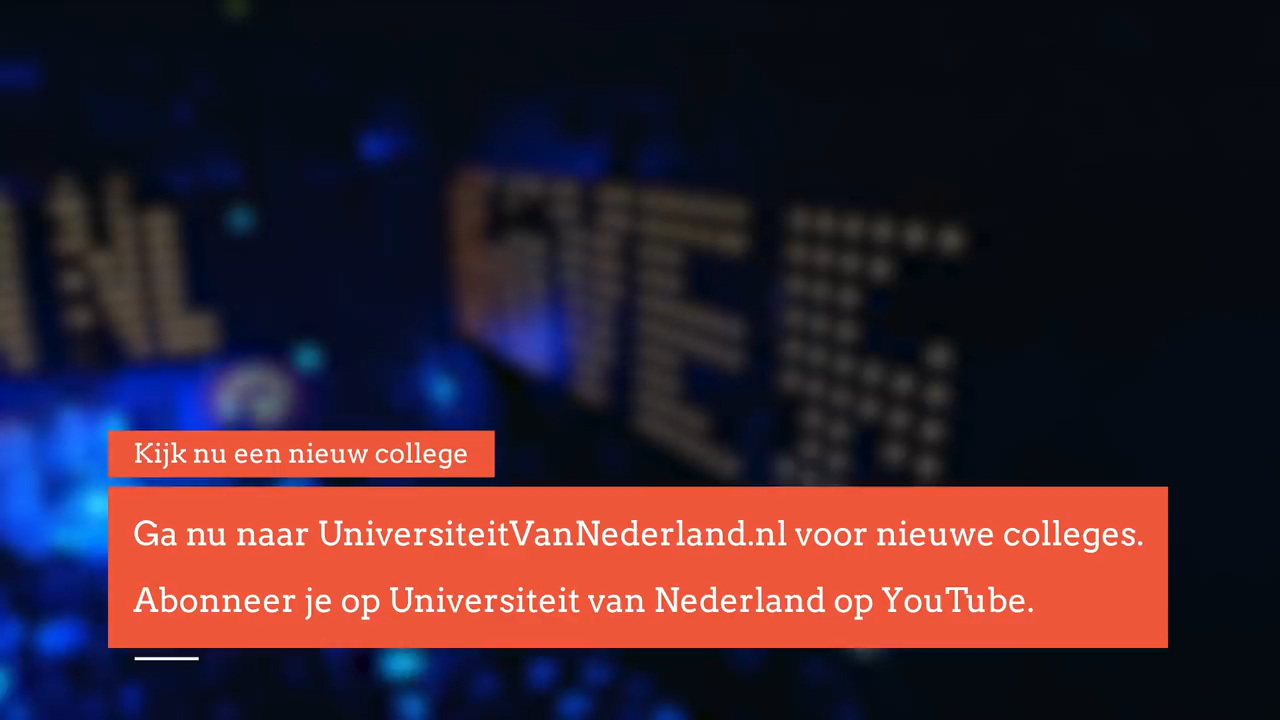 Kijk nu een nieuw college
Ga nu naar UniversiteitVanNederland.nl voor nieuwe colleges.
Abonneer je op Universiteit van Nederland op YouTube.